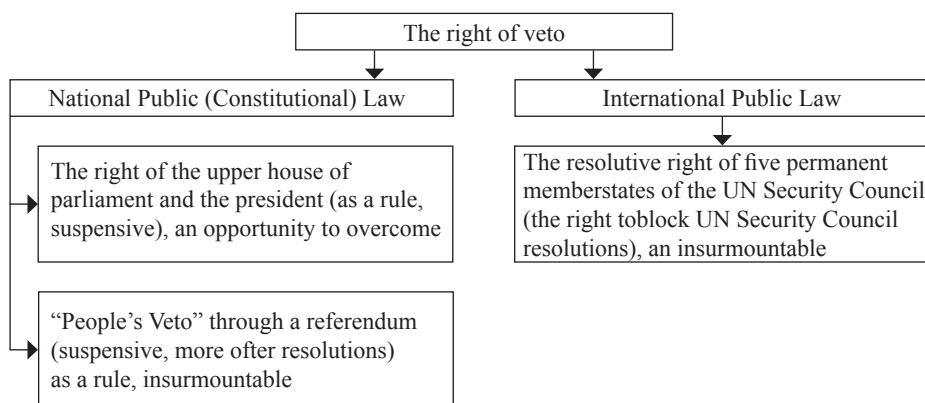 The right of veto
National Public (Constitutional) Law
International Public Law
The right of the upper house of
parliament and the president (as a rule,
suspensive), an opportunity to overcome
The resolutive right of five permanent
memberstates of the UN Security Council
(the right toblock UN Security Council
resolutions), an insurmountable
“People’s Veto” through a referendum
(suspensive, more ofter resolutions)
as a rule, insurmountable